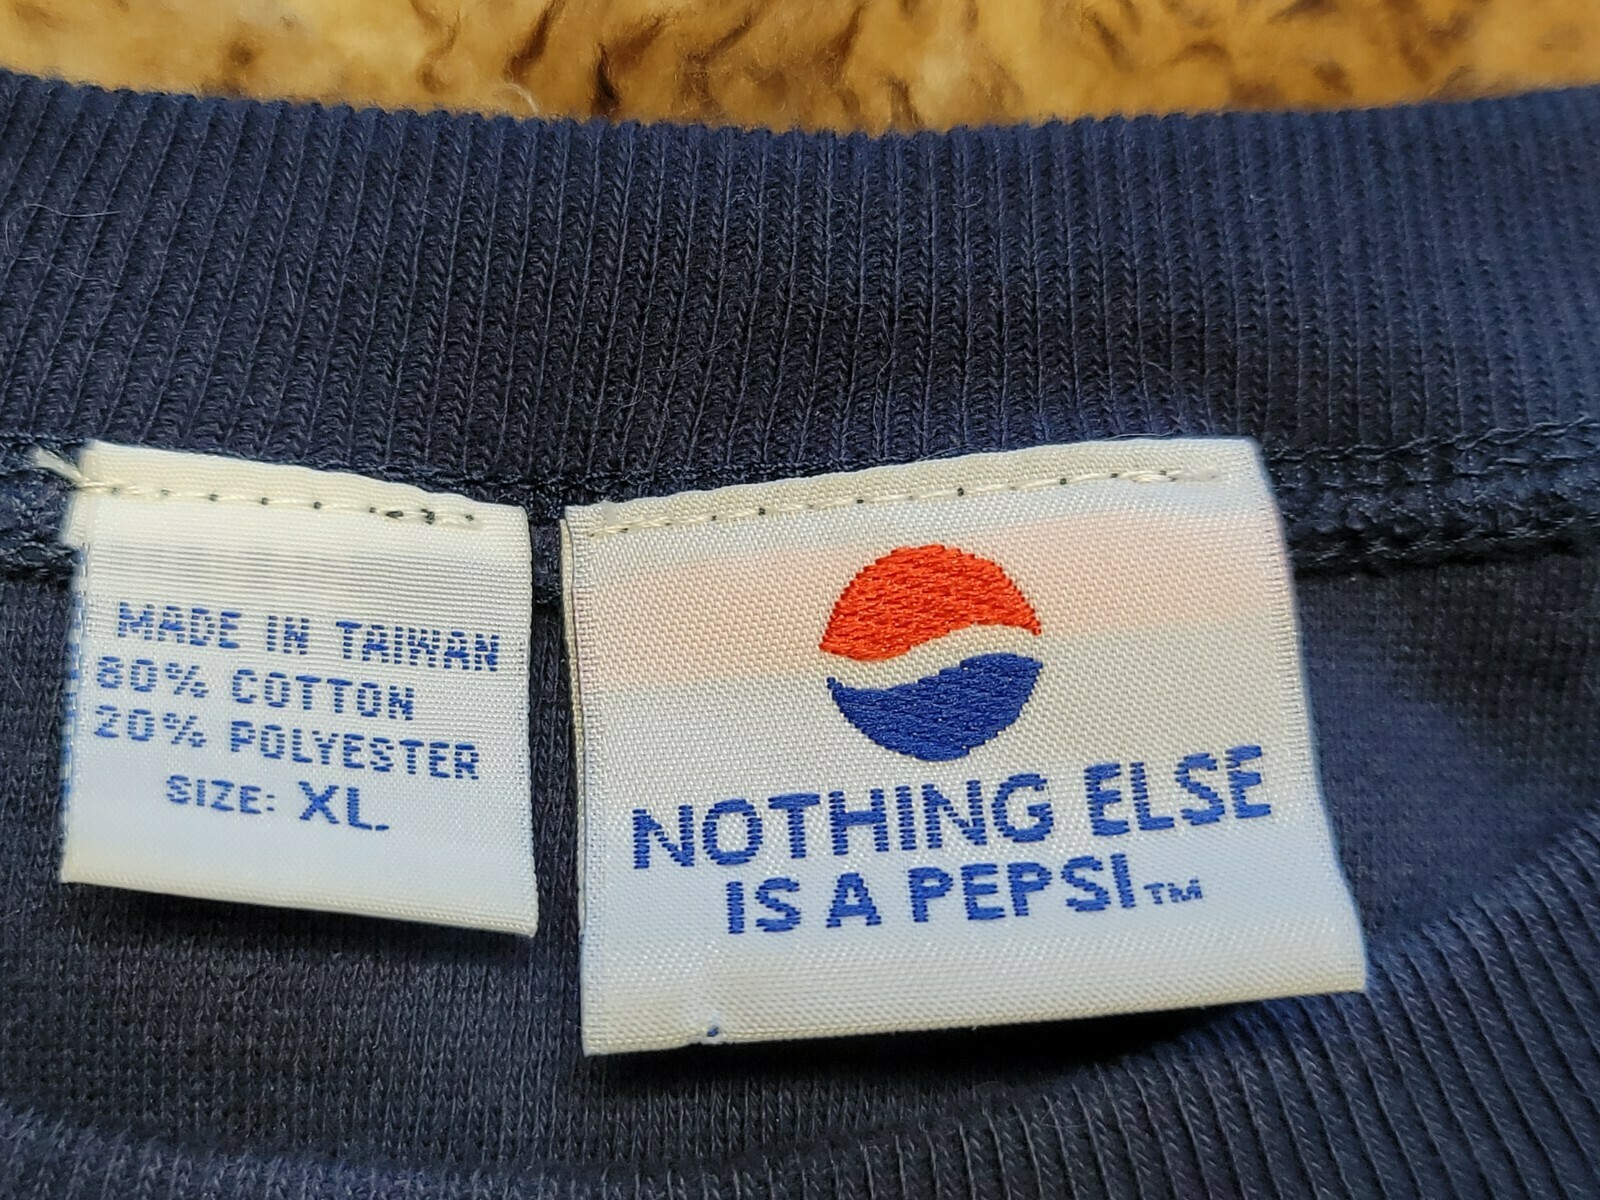 MADE IN TAIWAN
80% COTTON
20% POLYESTER
SIZE: XL.
NOTHING ELSE
IS A PEPSI™